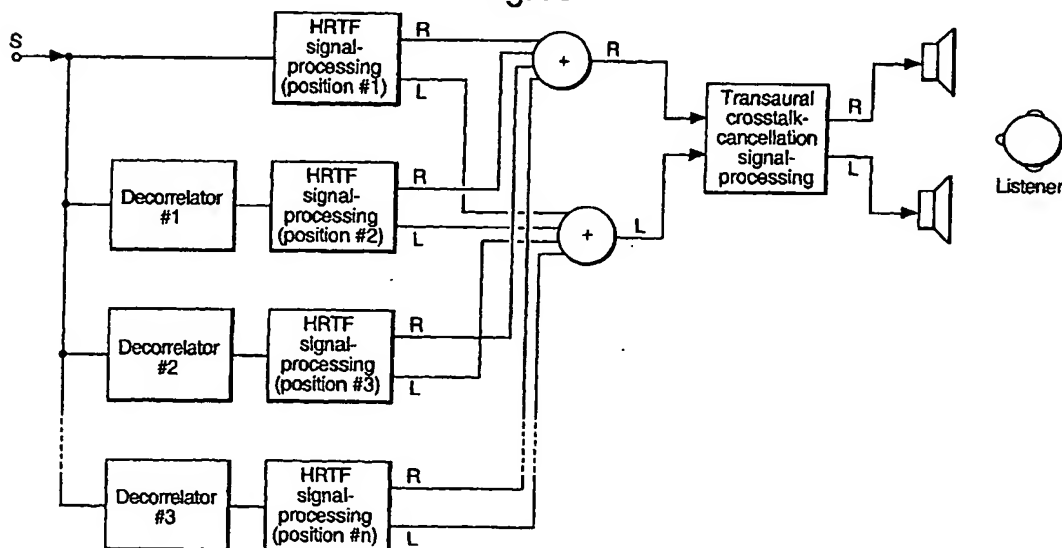 S
HRTF
signal-
processing
(position #1)
R
L
+
R
Transaural
crosstalk-
cancellation
signal-
processing
R
L
Listener
Decorrelator
#1
HRTF
signal-
processing
(position #2)
R
L
+
L
Decorrelator
#2
HRTF
signal-
processing
(position #3)
R
L
Decorrelator
#3
HRTF
signal-
processing
(position #n)
R
L